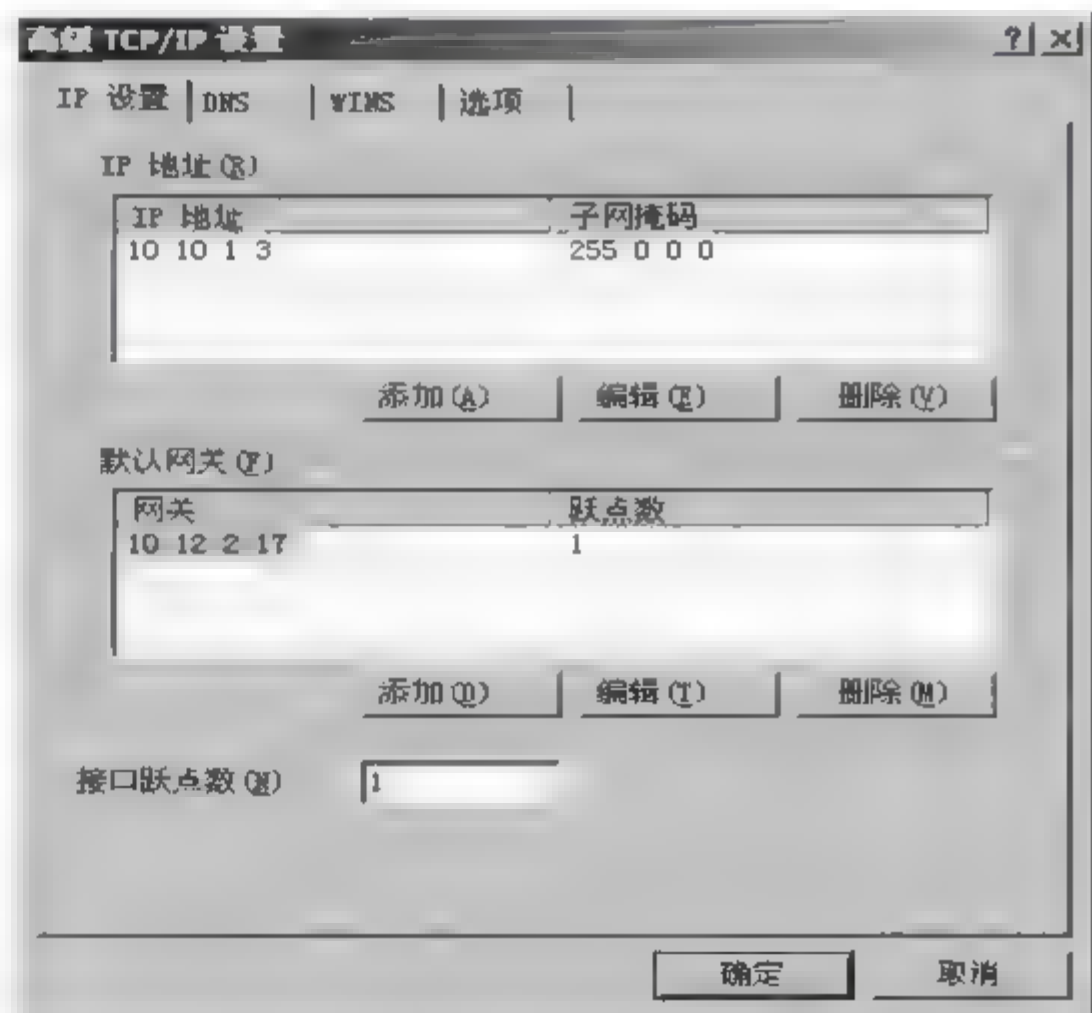 高级 TCP/IP 设置
IP 设置 DNS WINS 选项
IP 地址(R)
IP 地址 子网掩码
10 10 1 3 255 0 0 0
添加(A) 编辑(E) 删除(V)
默认网关(F)
网关 跃点数
10 12 2 17 1
添加(D) 编辑(T) 删除(M)
接口跃点数(N) 1
确定 取消